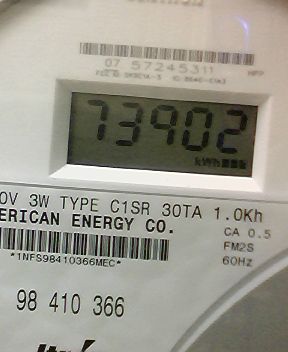 07 57245311
73902
kWh
0V 3W TYPE C1SR 30TA 1.0Kh
ERICAN ENERGY CO.
CA 0.5
FM2S
60Hz
*1NFS98410366MEC*
98 410 366